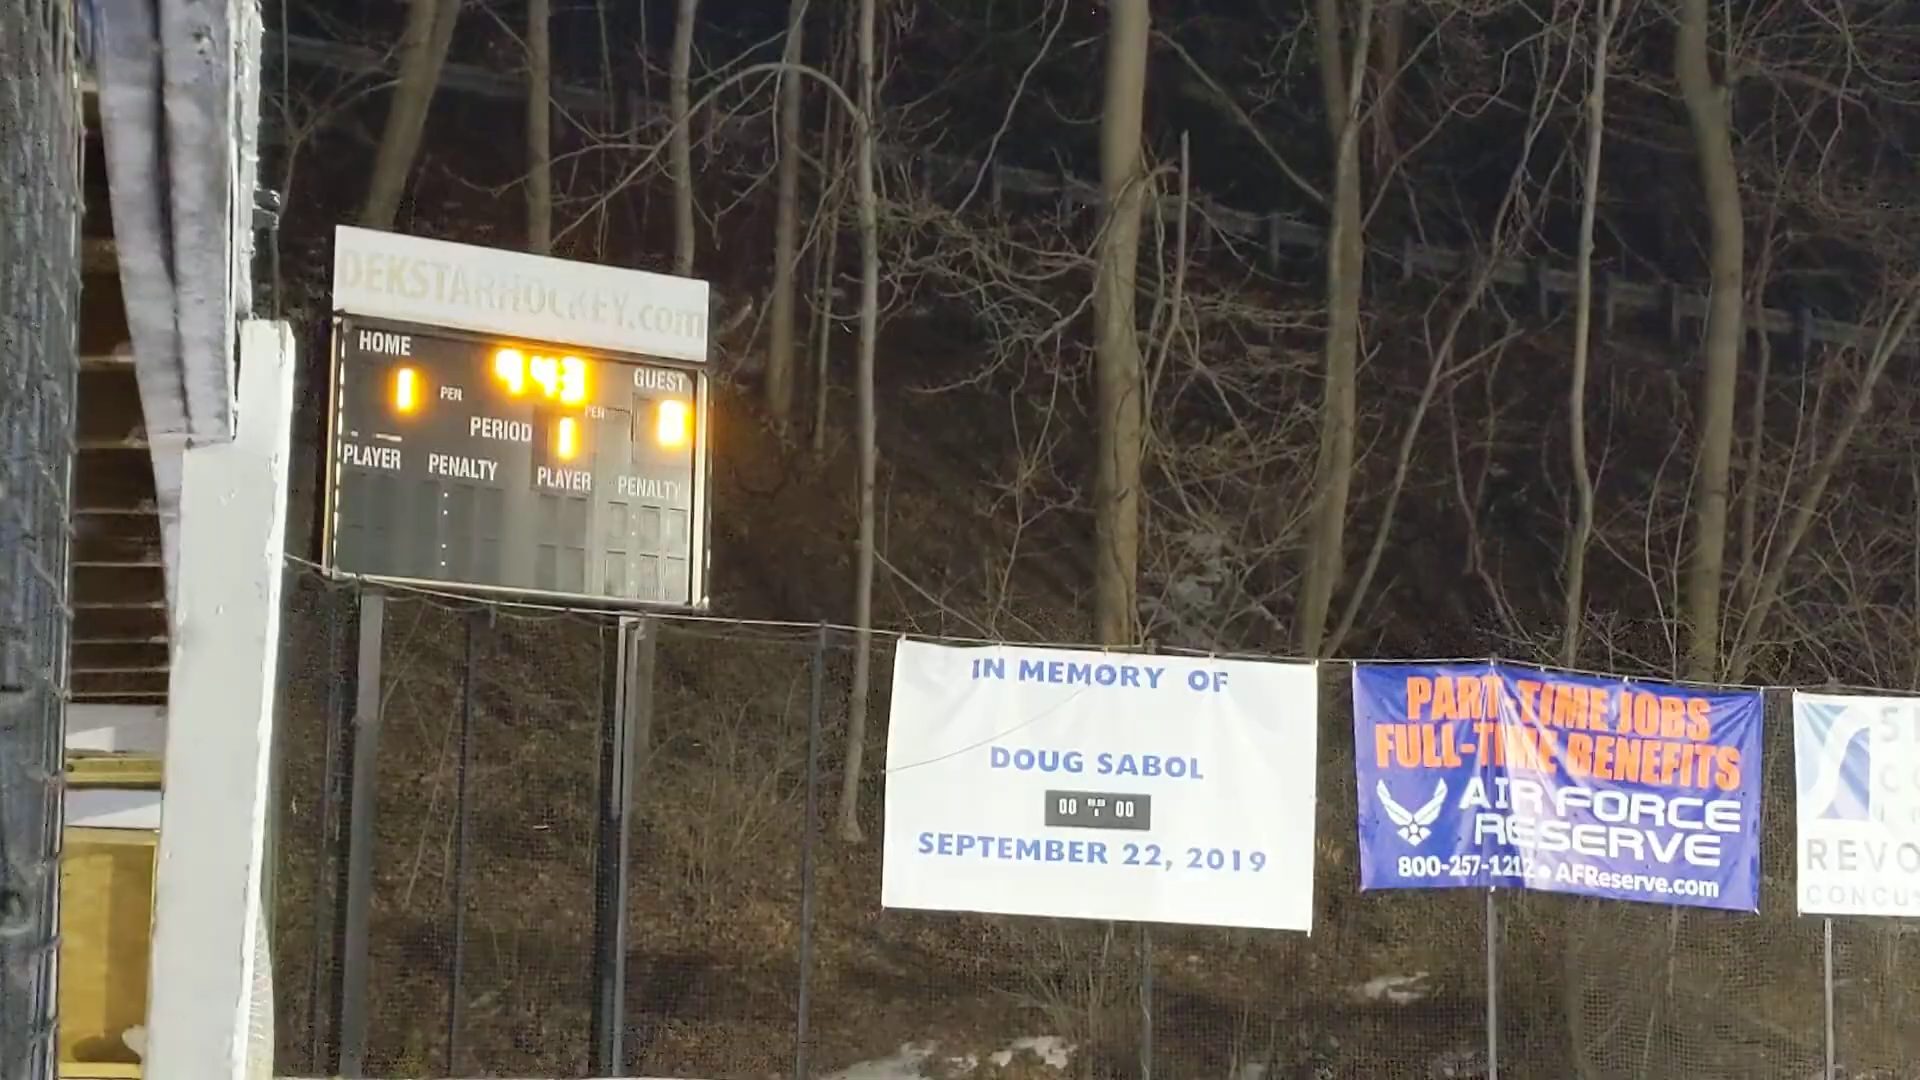 DEKSTARHOCKEY.com
HOME
9:43
GUEST
1
PEN
PEN
0
PERIOD 1
PLAYER PENALTY PLAYER PENALTY
IN MEMORY OF
DOUG SABOL
00 : 00
SEPTEMBER 22, 2019
PART-TIME JOBS
FULL-TIME BENEFITS
AIR FORCE
RESERVE
800-257-1212 • AFReserve.com
REVO
CONCU